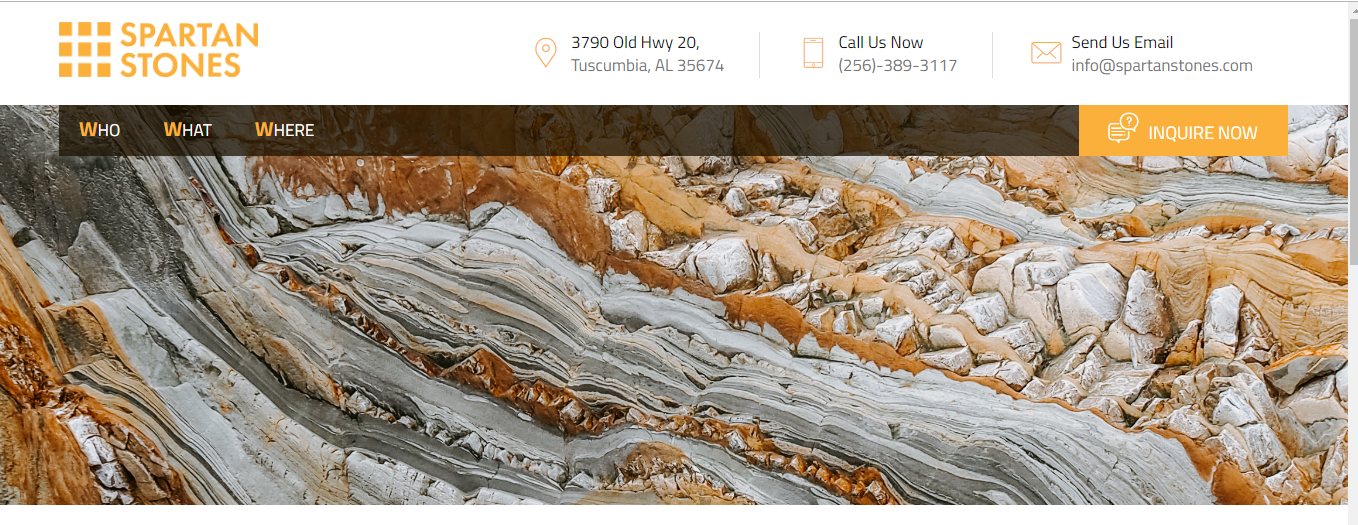 SPARTAN
STONES
3790 Old Hwy 20,
Tuscumbia, AL 35674
Call Us Now
(256)-389-3117
Send Us Email
info@spartanstones.com
WHO
WHAT
WHERE
?
INQUIRE NOW